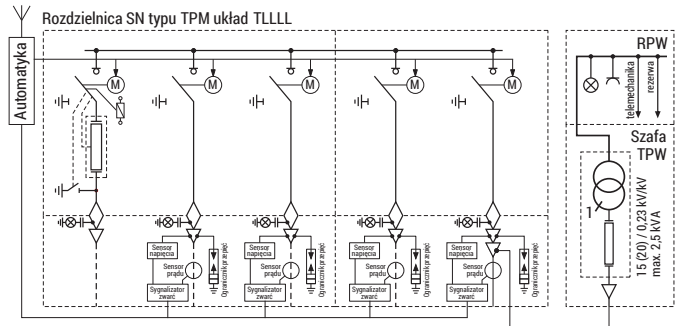 Rozdzielnica SN typu TPM układ TLLLL
Automatyka
M
M
M
M
M
Sensor
napięcia
Sensor
prądu
Sygnalizator
zwarć
Ogranicznik przepięć
Sensor
napięcia
Sensor
prądu
Sygnalizator
zwarć
Ogranicznik przepięć
Sensor
napięcia
Sensor
prądu
Sygnalizator
zwarć
Ogranicznik przepięć
Sensor
napięcia
Sensor
prądu
Sygnalizator
zwarć
Ogranicznik przepięć
RPW
telemechanika
rezerwa
Szafa
TPW
1
15 (20) / 0,23 kV/kV
max. 2,5 kVA